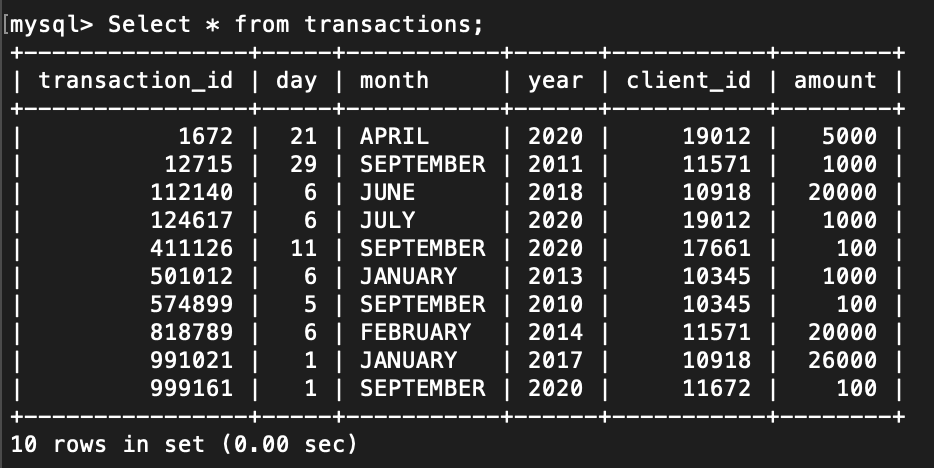 [mysql> Select * from transactions;
+----------------+-----+-----------+------+-----------+--------+
| transaction_id | day | month     | year | client_id | amount |
+----------------+-----+-----------+------+-----------+--------+
|           1672 |  21 | APRIL     | 2020 |     19012 |   5000 |
|          12715 |  29 | SEPTEMBER | 2011 |     11571 |   1000 |
|         112140 |   6 | JUNE      | 2018 |     10918 |  20000 |
|         124617 |   6 | JULY      | 2020 |     19012 |   1000 |
|         411126 |  11 | SEPTEMBER | 2020 |     17661 |    100 |
|         501012 |   6 | JANUARY   | 2013 |     10345 |   1000 |
|         574899 |   5 | SEPTEMBER | 2010 |     10345 |    100 |
|         818789 |   6 | FEBRUARY  | 2014 |     11571 |  20000 |
|         991021 |   1 | JANUARY   | 2017 |     10918 |  26000 |
|         999161 |   1 | SEPTEMBER | 2020 |     11672 |    100 |
+----------------+-----+-----------+------+-----------+--------+
10 rows in set (0.00 sec)